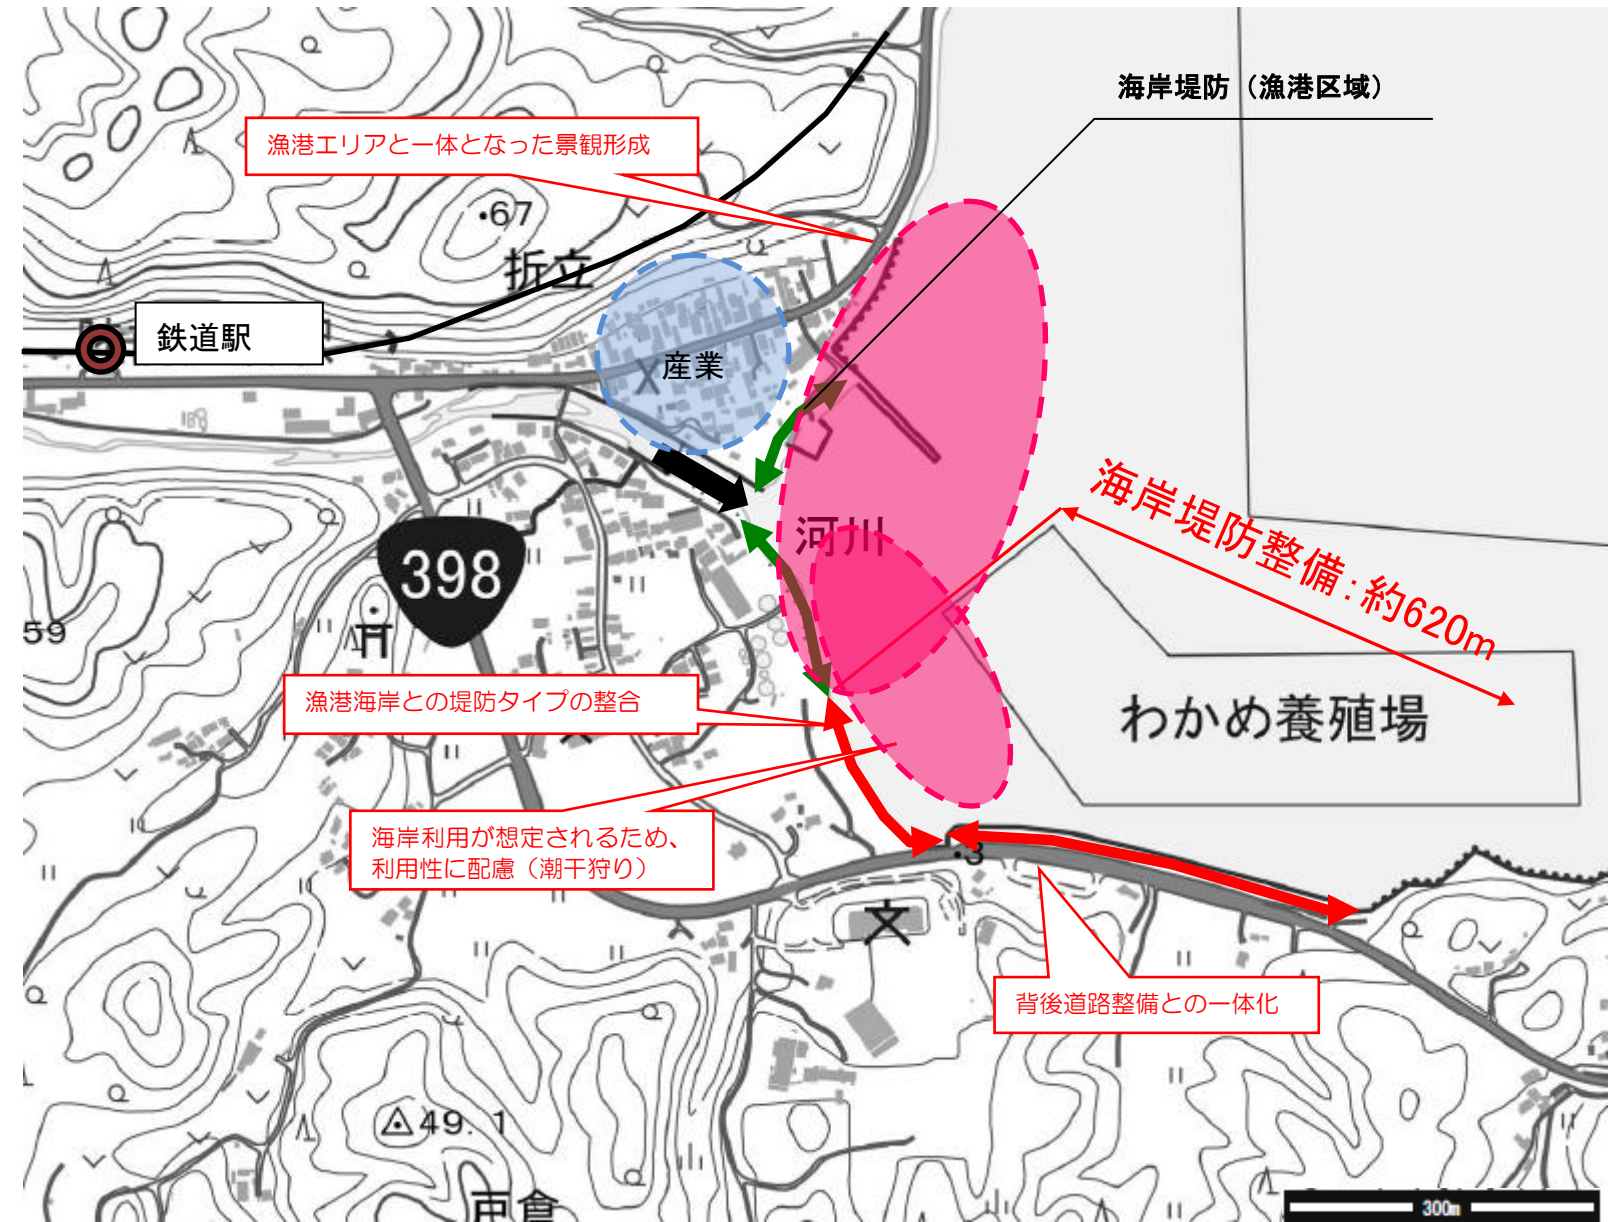 海岸堤防（漁港区域）
漁港エリアと一体となった景観形成
・67
折立
鉄道駅
産業
河川
海岸堤防整備：約620m
398
59
漁港海岸との堤防タイプの整合
わかめ養殖場
海岸利用が想定されるため、
利用性に配慮（潮干狩り）
・3
背後道路整備との一体化
49.1
戸倉
300m